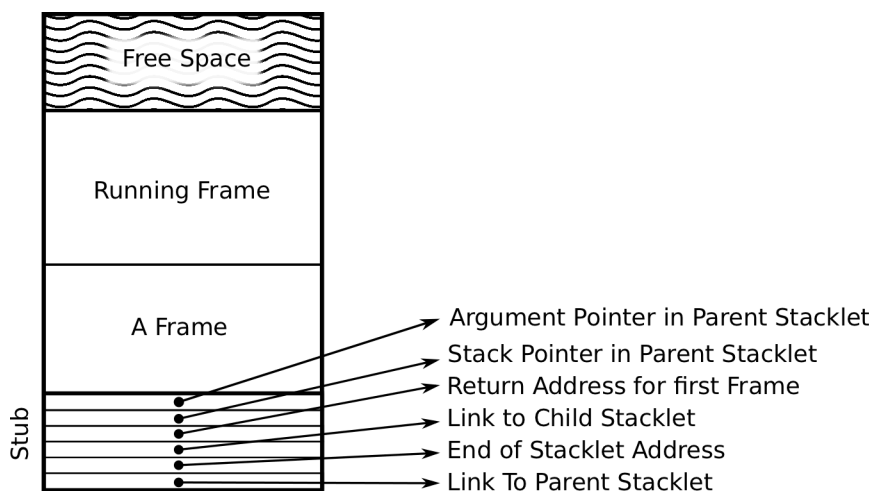 Free Space
Running Frame
A Frame
Stub
Argument Pointer in Parent Stacklet
Stack Pointer in Parent Stacklet
Return Address for first Frame
Link to Child Stacklet
End of Stacklet Address
Link To Parent Stacklet